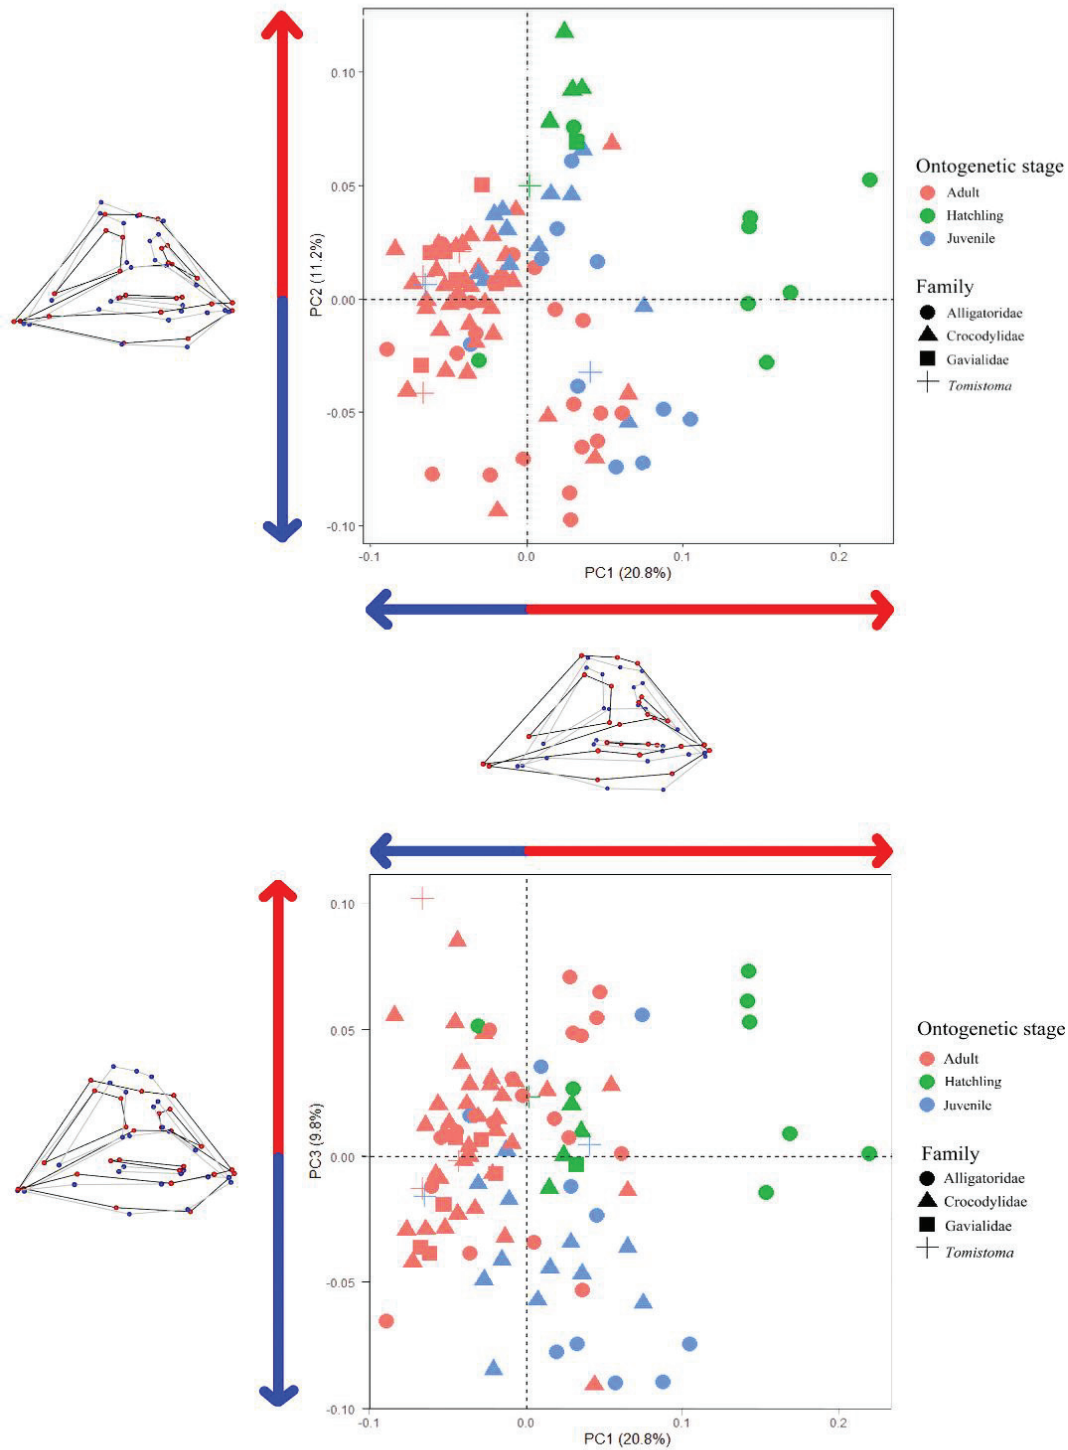 0.10
0.05
0.00
-0.05
-0.10
PC2 (11.2%)
-0.1 0.0 0.1 0.2
PC1 (20.8%)
Ontogenetic stage
Adult
Hatchling
Juvenile
Family
Alligatoridae
Crocodylidae
Gavialidae
Tomistoma
0.10
0.05
0.00
-0.05
-0.10
PC3 (9.8%)
-0.1 0.0 0.1 0.2
PC1 (20.8%)
Ontogenetic stage
Adult
Hatchling
Juvenile
Family
Alligatoridae
Crocodylidae
Gavialidae
Tomistoma